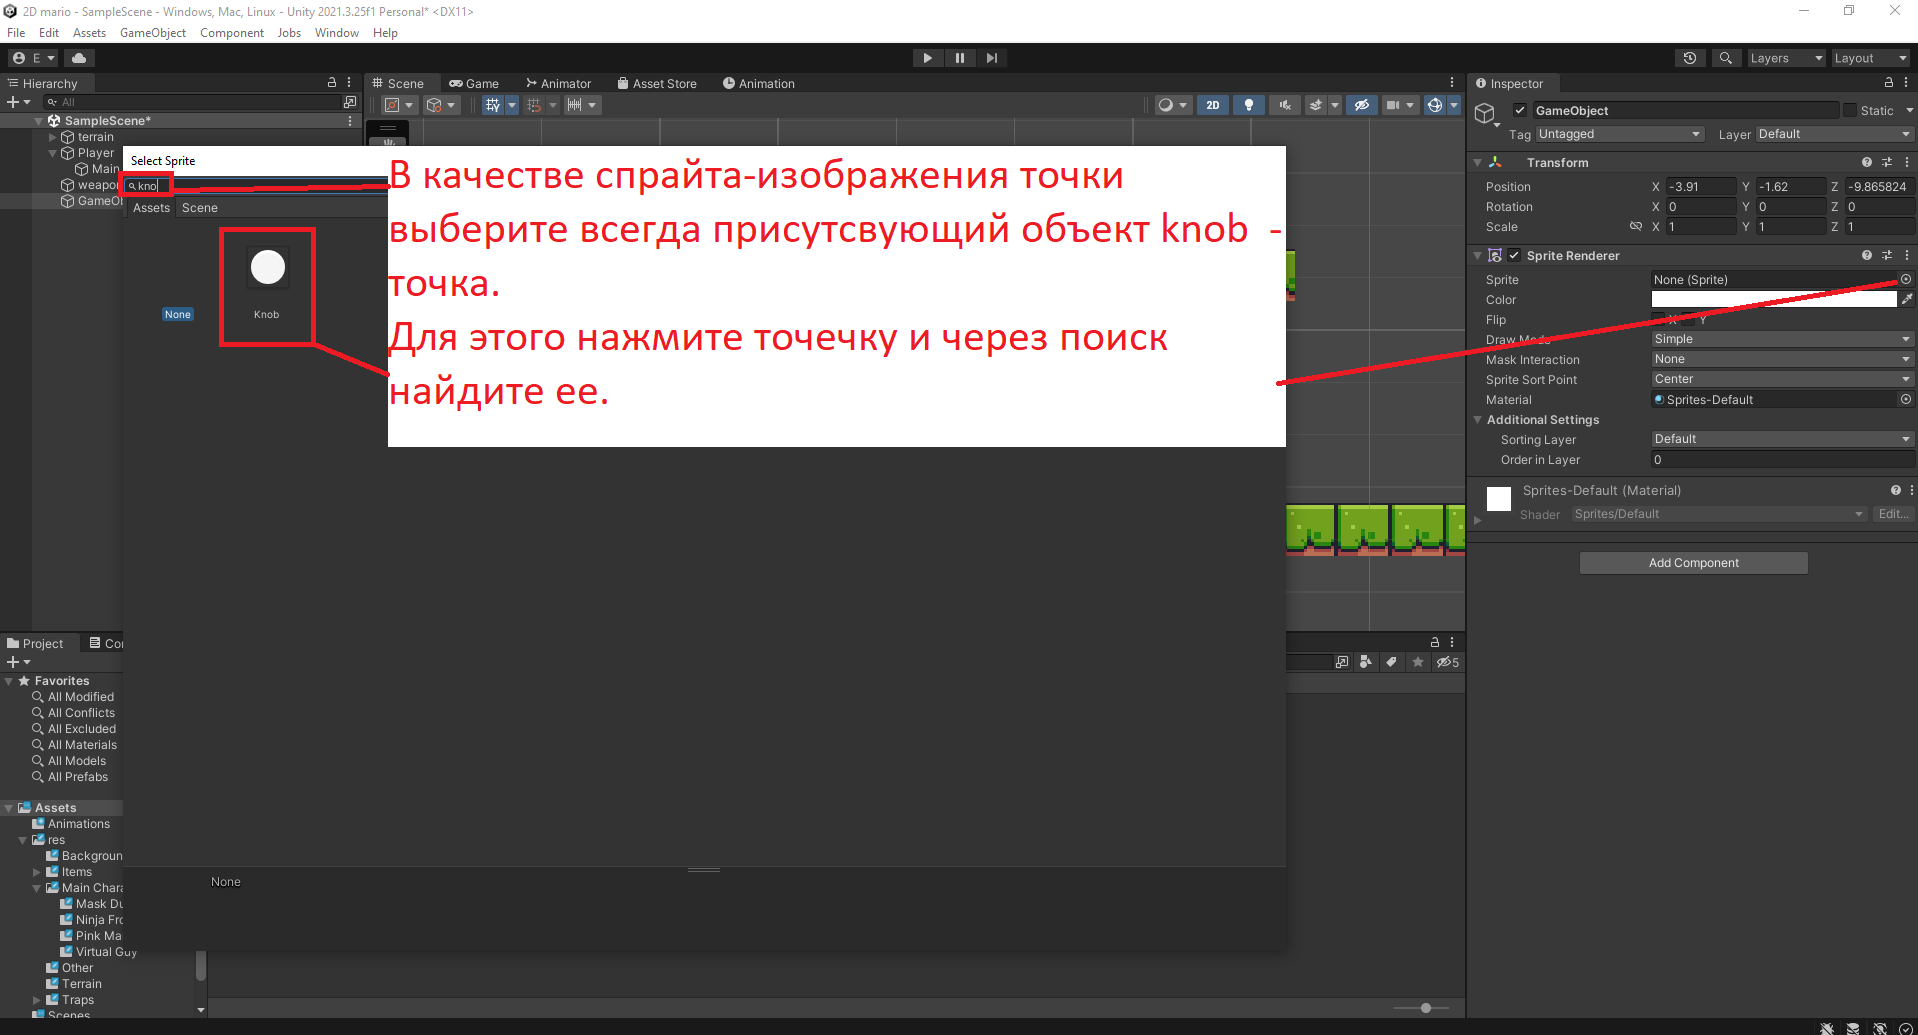 2D mario - SampleScene - Windows, Mac, Linux - Unity 2021.3.25f1 Personal* <DX11>
File Edit Assets GameObject Component Jobs Window Help
E
Layers
Layout
Hierarchy
All
SampleScene*
terrain
Player
Main
weapon
GameOb
Scene
Game
Animator
Asset Store
Animation
2D
Select Sprite
kno
Assets
Scene
None
Knob
В качестве спрайта-изображения точки
выберите всегда присутсвующий объект knob -
точка.
Для этого нажмите точечку и через поиск
найдите ее.
None
Inspector
GameObject
Static
Tag Untagged
Layer Default
Transform
Position X -3.91 Y -1.62 Z -9.865824
Rotation X 0 Y 0 Z 0
Scale X 1 Y 1 Z 1
Sprite Renderer
Sprite None (Sprite)
Color
Flip X Y
Draw Mode Simple
Mask Interaction None
Sprite Sort Point Center
Material Sprites-Default
Additional Settings
Sorting Layer Default
Order in Layer 0
Sprites-Default (Material)
Shader Sprites/Default Edit...
Add Component
Project
Co
5
Favorites
All Modified
All Conflicts
All Excluded
All Materials
All Models
All Prefabs
Assets
Animations
res
Backgroun
Items
Main Chara
Mask Du
Ninja Fro
Pink Ma
Virtual Guy
Other
Terrain
Traps
Scenes